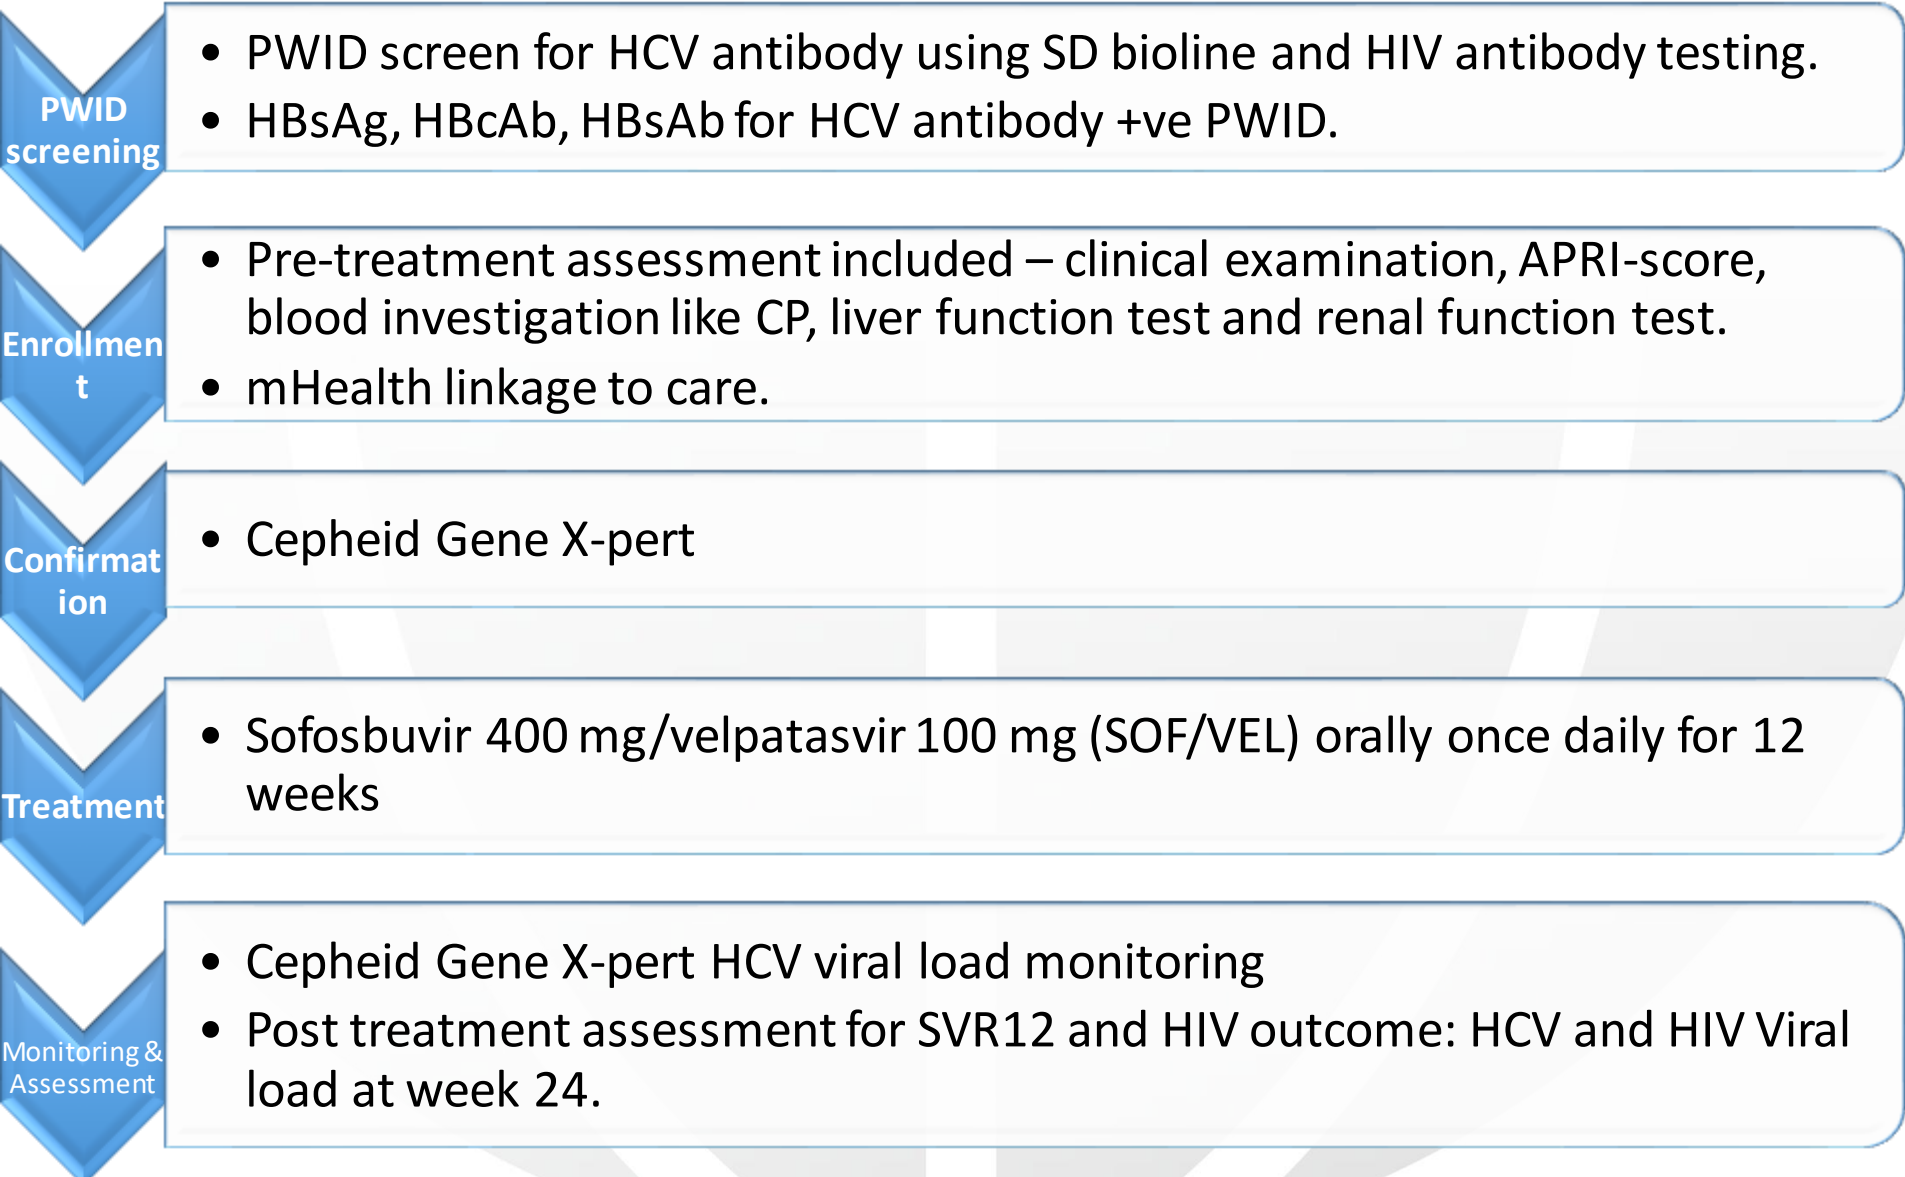 PWID
screening
• PWID screen for HCV antibody using SD bioline and HIV antibody testing.
• HBsAg, HBcAb, HBsAb for HCV antibody +ve PWID.
Enrollmen
t
• Pre-treatment assessment included – clinical examination, APRI-score,
blood investigation like CP, liver function test and renal function test.
• mHealth linkage to care.
Confirmat
ion
• Cepheid Gene X-pert
Treatment
• Sofosbuvir 400 mg/velpatasvir 100 mg (SOF/VEL) orally once daily for 12
weeks
Monitoring &
Assessment
• Cepheid Gene X-pert HCV viral load monitoring
• Post treatment assessment for SVR12 and HIV outcome: HCV and HIV Viral
load at week 24.